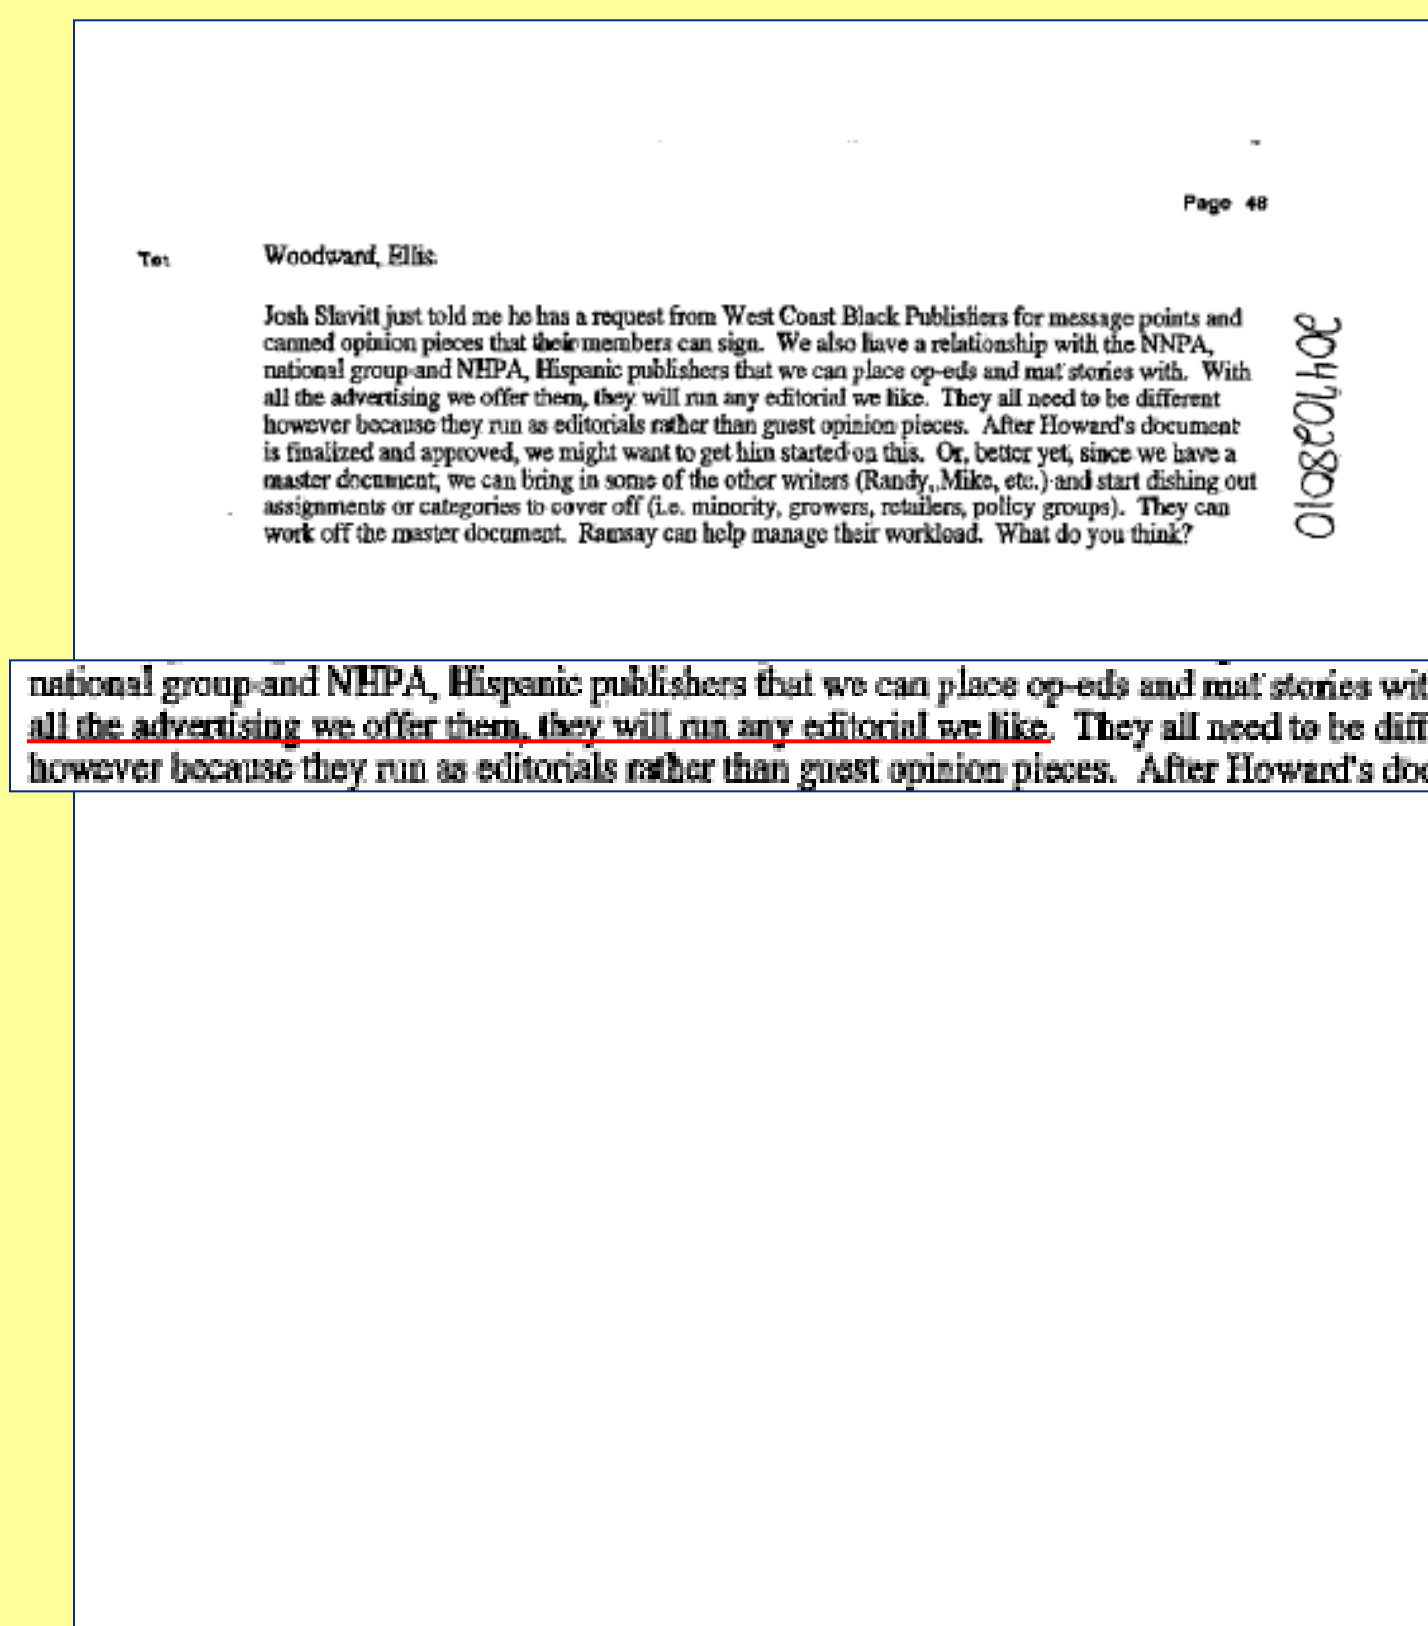 Page 48
To: Woodward, Ellis
Josh Slavitt just told me he has a request from West Coast Black Publishers for message points and
canned opinion pieces that their members can sign. We also have a relationship with the NNPA,
national group and NHPA, Hispanic publishers that we can place op-eds and mat stories with. With
all the advertising we offer them, they will run any editorial we like. They all need to be different
however because they run as editorials rather than guest opinion pieces. After Howard's document
is finalized and approved, we might want to get him started on this. Or, better yet, since we have a
master document, we can bring in some of the other writers (Randy, Mike, etc.) and start dishing out
assignments or categories to cover off (i.e. minority, growers, retailers, policy groups). They can
work off the master document. Ramsay can help manage their workload. What do you think?
national group and NHPA, Hispanic publishers that we can place op-eds and mat stories wit
all the advertising we offer them, they will run any editorial we like. They all need to be diff
however because they run as editorials rather than guest opinion pieces. After Howard's doc